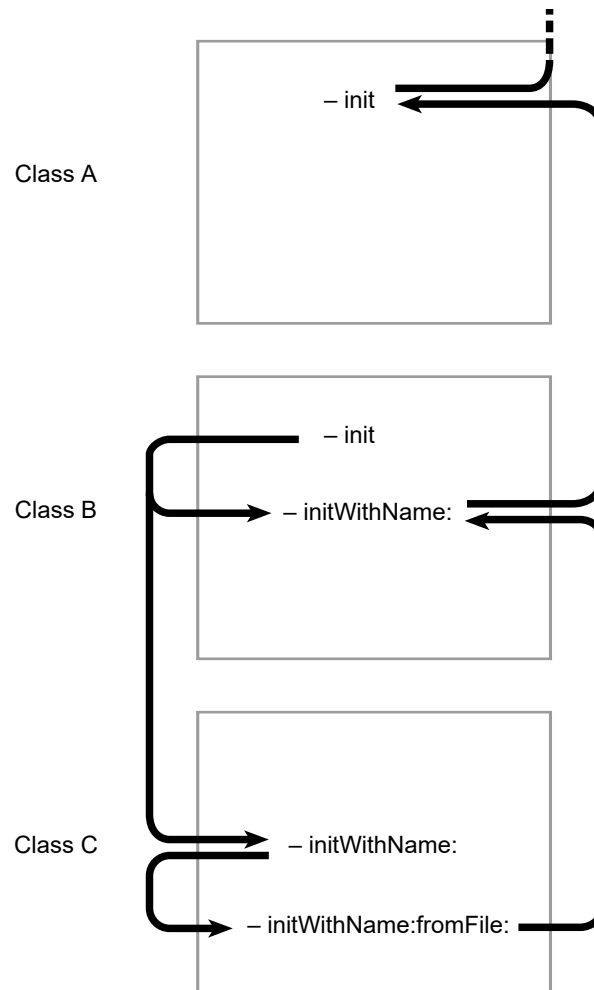 – init
Class A
– init
Class B
– initWithName:
Class C
– initWithName:
– initWithName:fromFile: